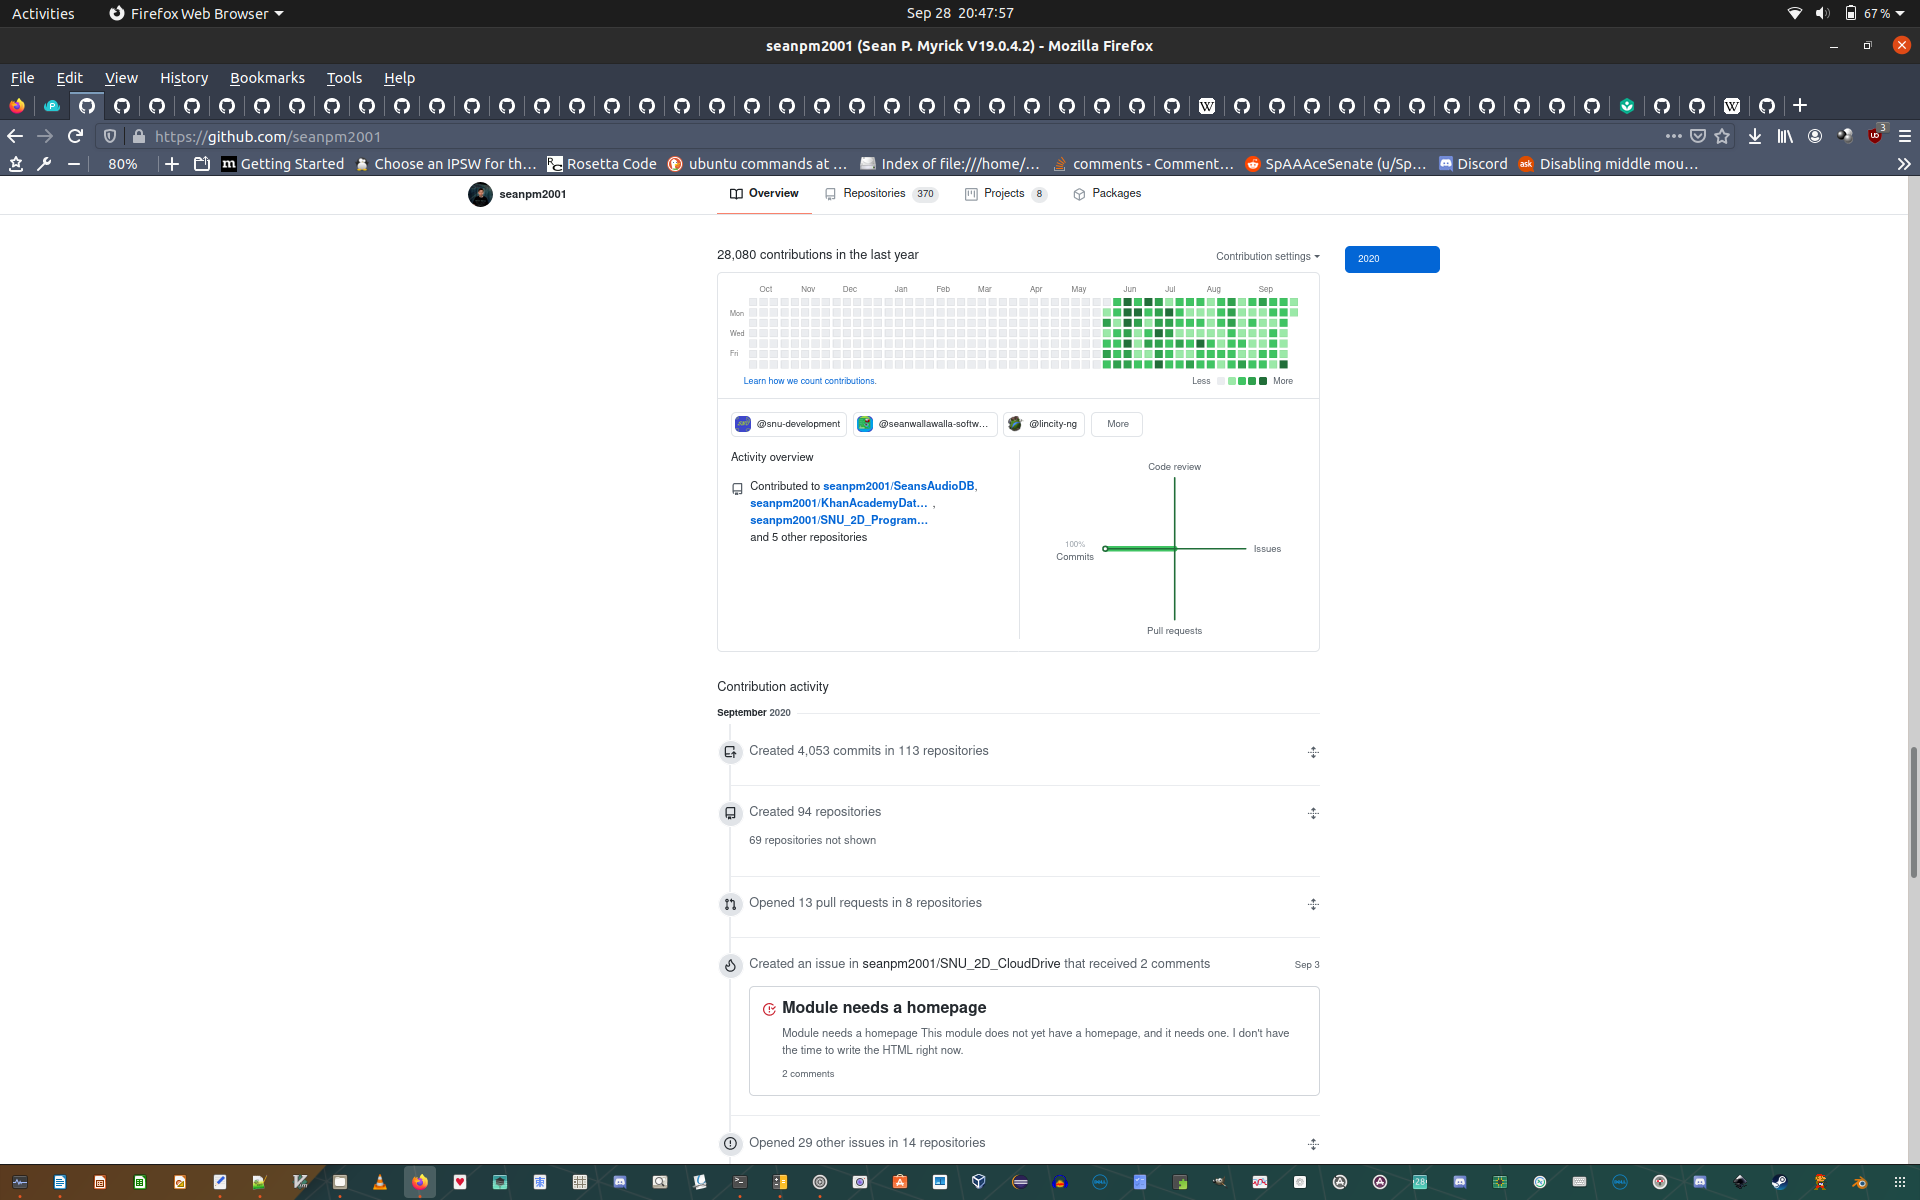 Activities
Firefox Web Browser
Sep 28 20:47:57
67 %
seanpm2001 (Sean P. Myrick V19.0.4.2) - Mozilla Firefox
File Edit View History Bookmarks Tools Help
https://github.com/seanpm2001
3
80%
Getting Started
Choose an IPSW for th…
Rosetta Code
ubuntu commands at …
Index of file:///home/…
comments - Comment…
SpAAAceSenate (u/Sp…
Discord
Disabling middle mou…
seanpm2001
Overview
Repositories 370
Projects 8
Packages
28,080 contributions in the last year
Contribution settings
2020
Oct Nov Dec Jan Feb Mar Apr May Jun Jul Aug Sep
Mon
Wed
Fri
Learn how we count contributions.
Less More
@snu-development
@seanwallawalla-softw…
@lincity-ng
More
Activity overview
Contributed to seanpm2001/SeansAudioDB,
seanpm2001/KhanAcademyDat… ,
seanpm2001/SNU_2D_Program…
and 5 other repositories
Code review
100%
Commits
Issues
Pull requests
Contribution activity
September 2020
Created 4,053 commits in 113 repositories
Created 94 repositories
69 repositories not shown
Opened 13 pull requests in 8 repositories
Created an issue in seanpm2001/SNU_2D_CloudDrive that received 2 comments
Sep 3
Module needs a homepage
Module needs a homepage This module does not yet have a homepage, and it needs one. I don't have
the time to write the HTML right now.
2 comments
Opened 29 other issues in 14 repositories